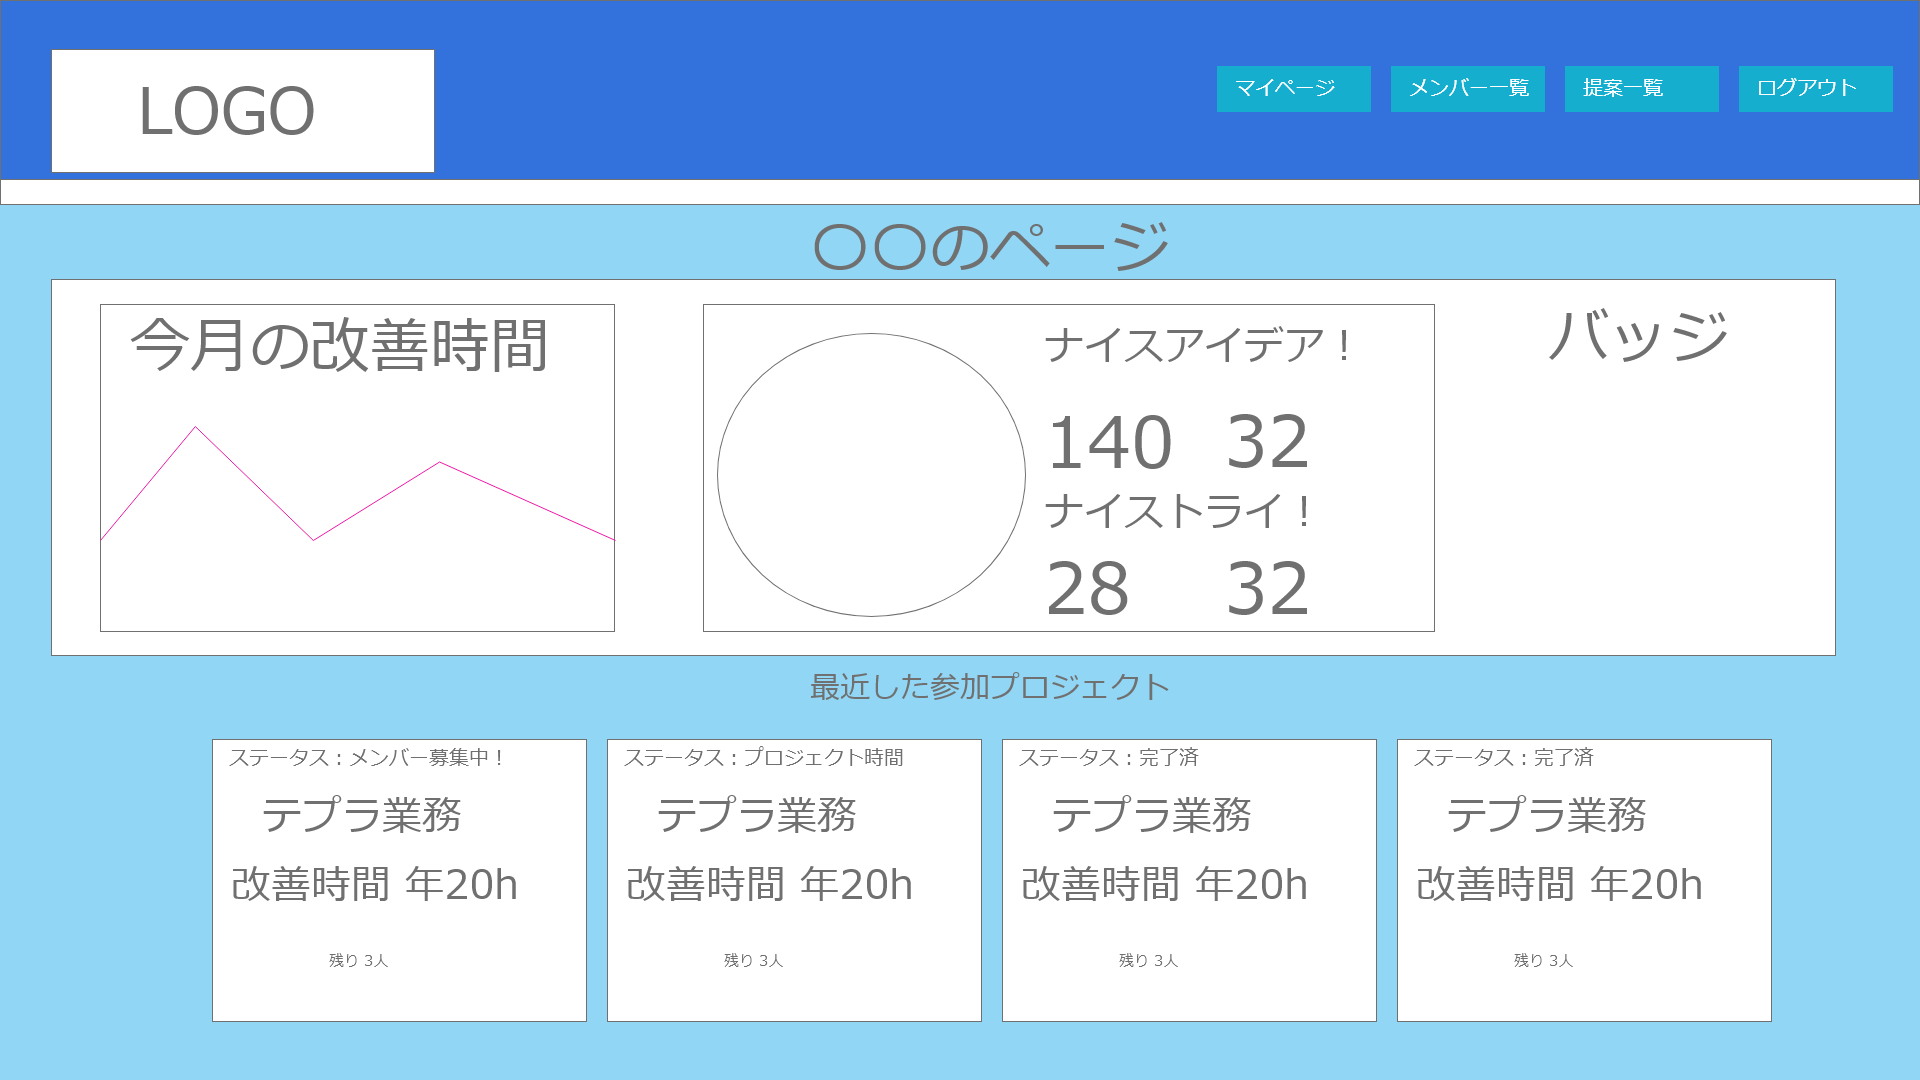 LOGO
マイページ
メンバー一覧
提案一覧
ログアウト
〇〇のページ
今月の改善時間
ナイスアイデア！
140 32
ナイストライ！
28 32
バッジ
最近した参加プロジェクト
ステータス：メンバー募集中！
テプラ業務
改善時間 年20h
残り 3人
ステータス：プロジェクト時間
テプラ業務
改善時間 年20h
残り 3人
ステータス：完了済
テプラ業務
改善時間 年20h
残り 3人
ステータス：完了済
テプラ業務
改善時間 年20h
残り 3人